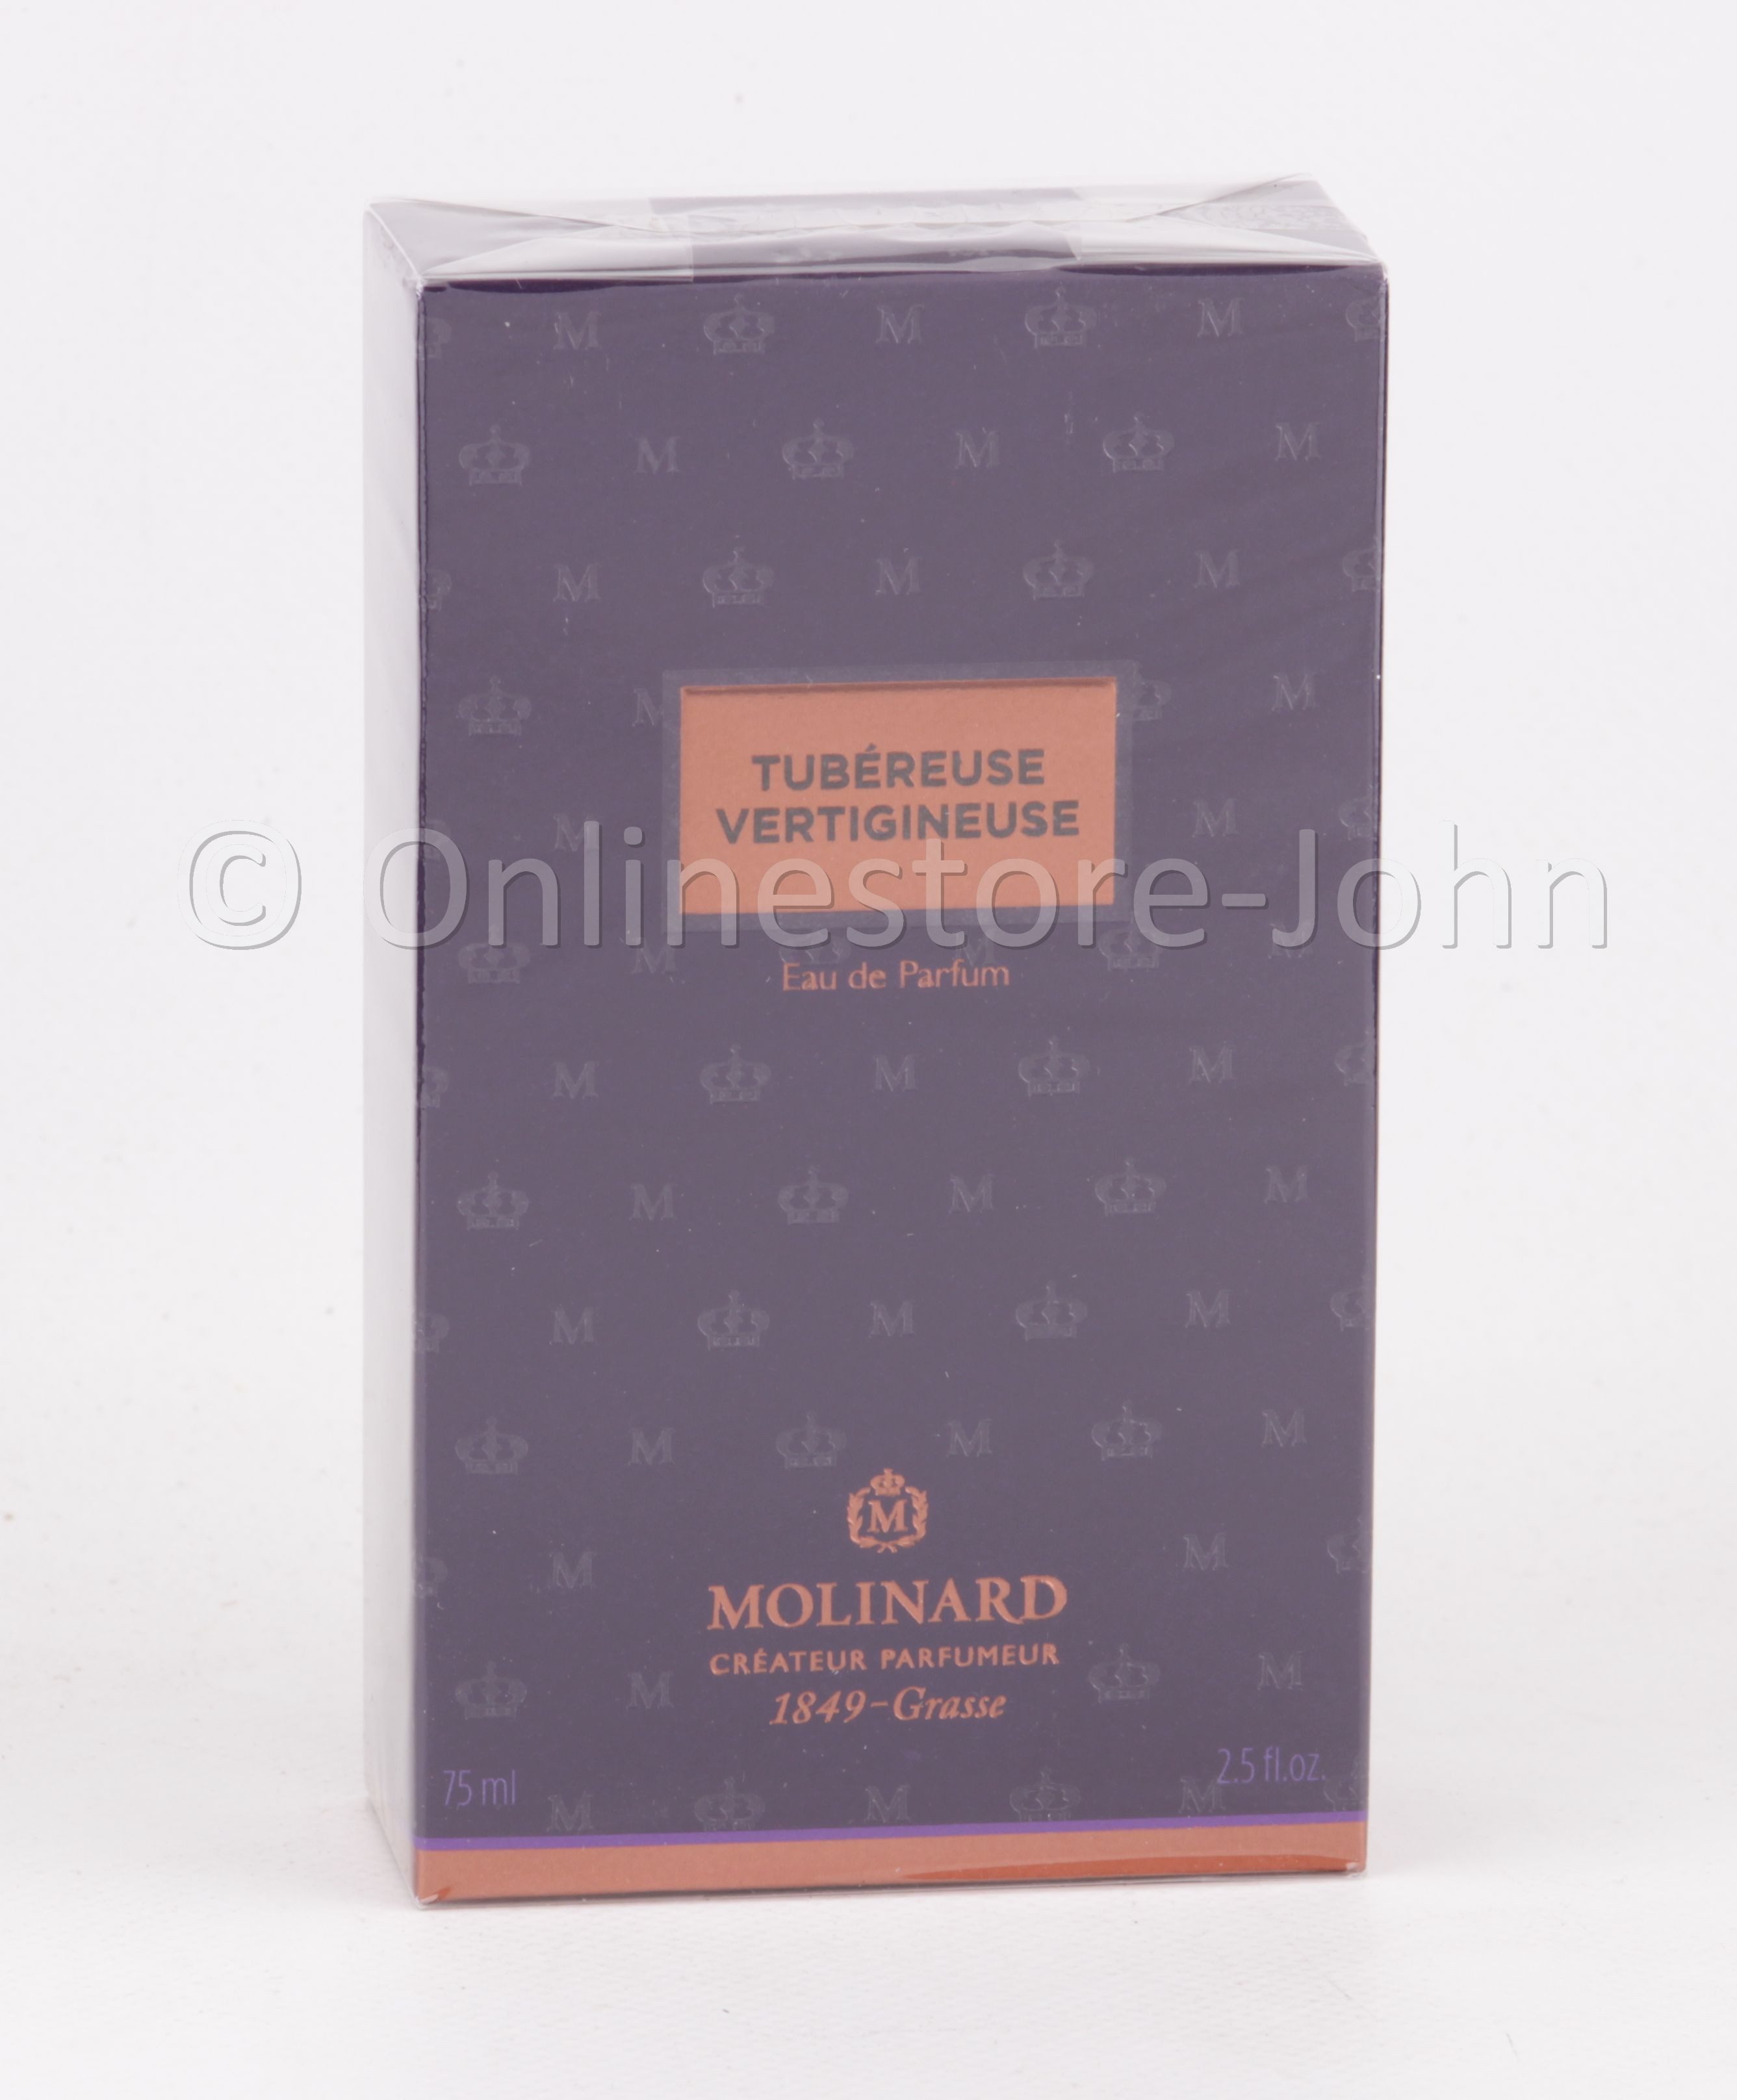 TUBÉREUSE
VERTIGINEUSE
© Onlinestore-John
Eau de Parfum
M
MOLINARD
CRÉATEUR PARFUMEUR
1849-Grasse
75 ml
2.5 fl.oz.